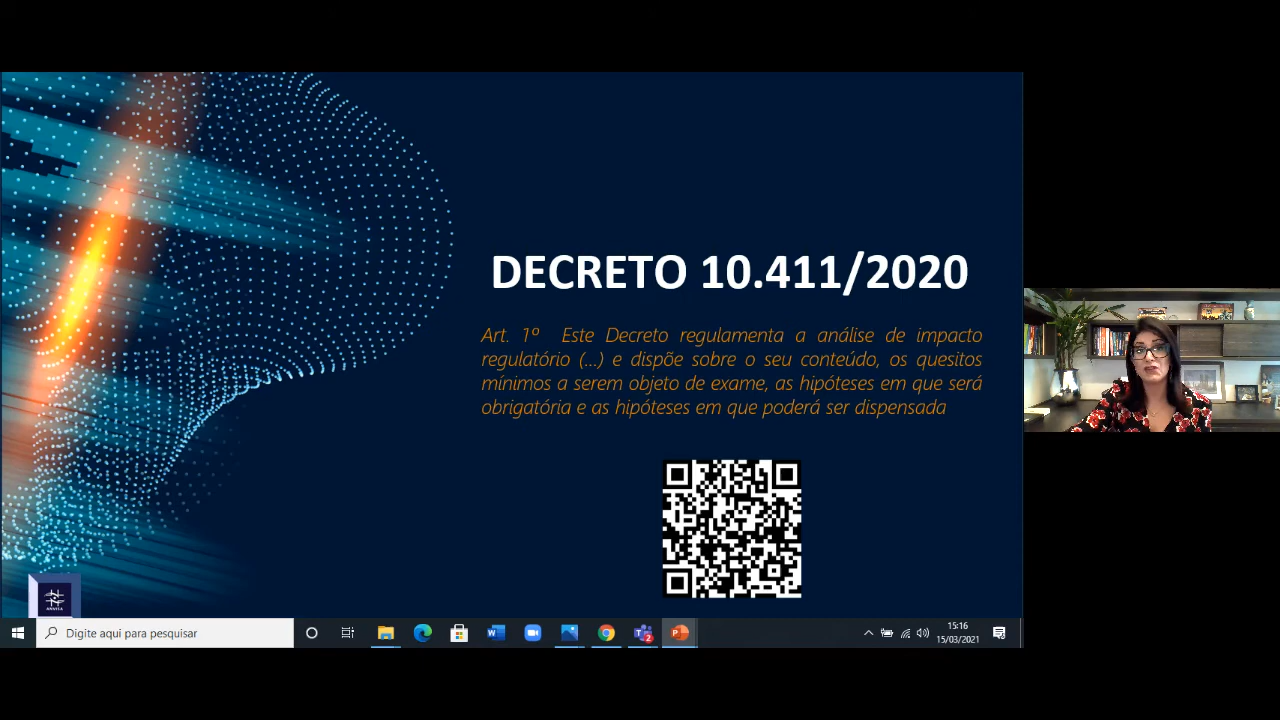 DECRETO 10.411/2020
Art. 1º Este Decreto regulamenta a análise de impacto
regulatório (...) e dispõe sobre o seu conteúdo, os quesitos
mínimos a serem objeto de exame, as hipóteses em que será
obrigatória e as hipóteses em que poderá ser dispensada
Digite aqui para pesquisar
15:16
15/03/2021